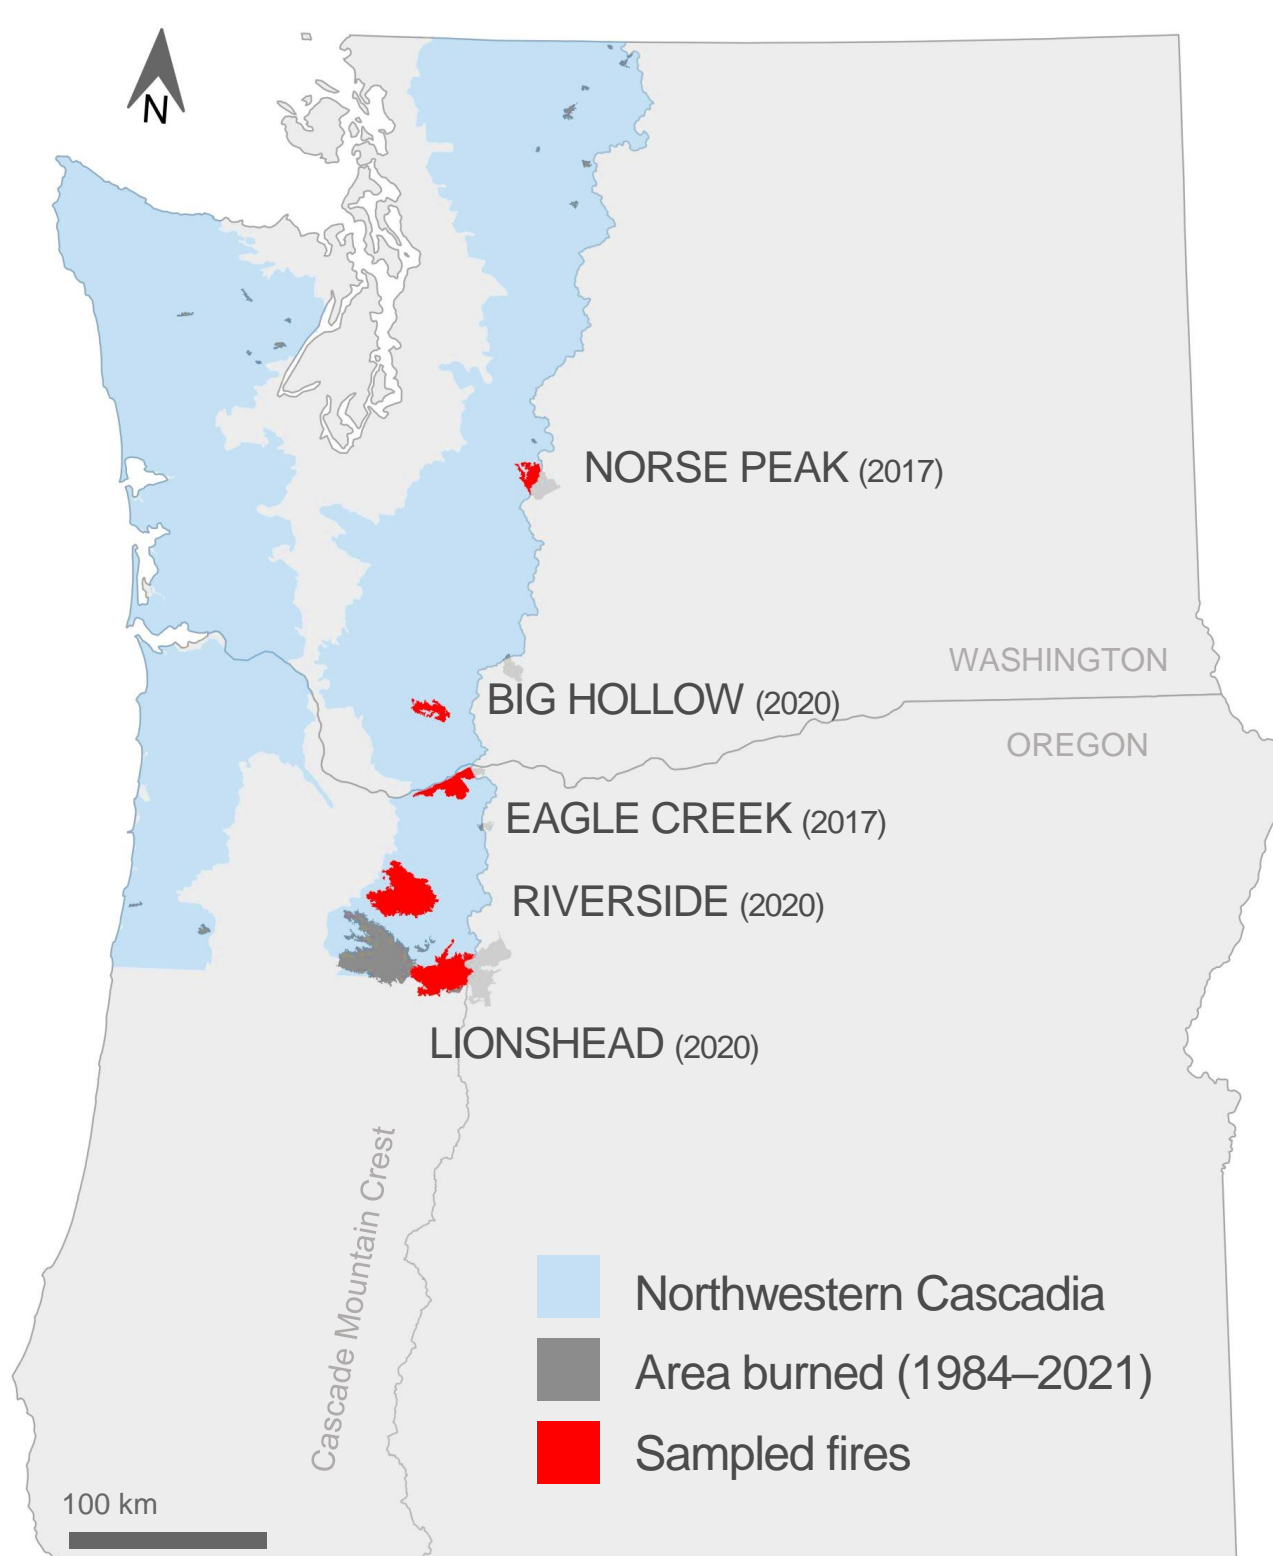 N
NORSE PEAK (2017)
WASHINGTON
BIG HOLLOW (2020)
OREGON
EAGLE CREEK (2017)
RIVERSIDE (2020)
LIONSHEAD (2020)
Cascade Mountain Crest
Northwestern Cascadia
Area burned (1984–2021)
Sampled fires
100 km